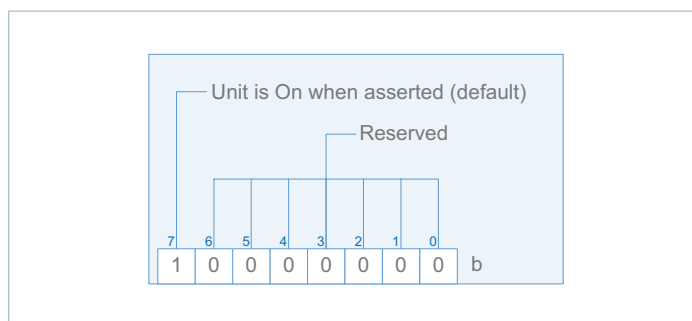 Unit is On when asserted (default)
Reserved
7 6 5 4 3 2 1 0
1 0 0 0 0 0 0 0 b